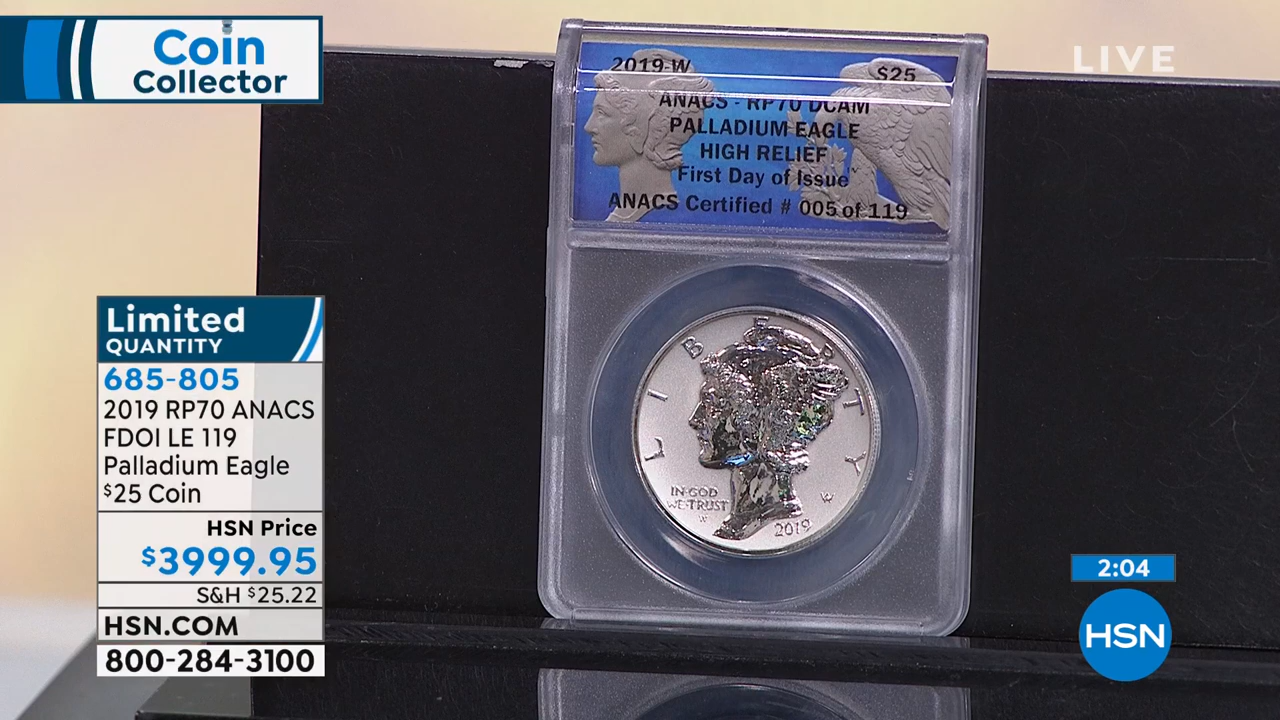 Coin
Collector
LIVE
2019-W
$25
ANACS - RP70 DCAM
PALLADIUM EAGLE
HIGH RELIEF
First Day of Issue
ANACS Certified # 005 of 119
LIBERTY
IN·GOD
WE·TRUST
W
W
2019
Limited
QUANTITY
685-805
2019 RP70 ANACS
FDOI LE 119
Palladium Eagle
$25 Coin
HSN Price
$3999.95
S&H $25.22
HSN.COM
800-284-3100
2:04
HSN